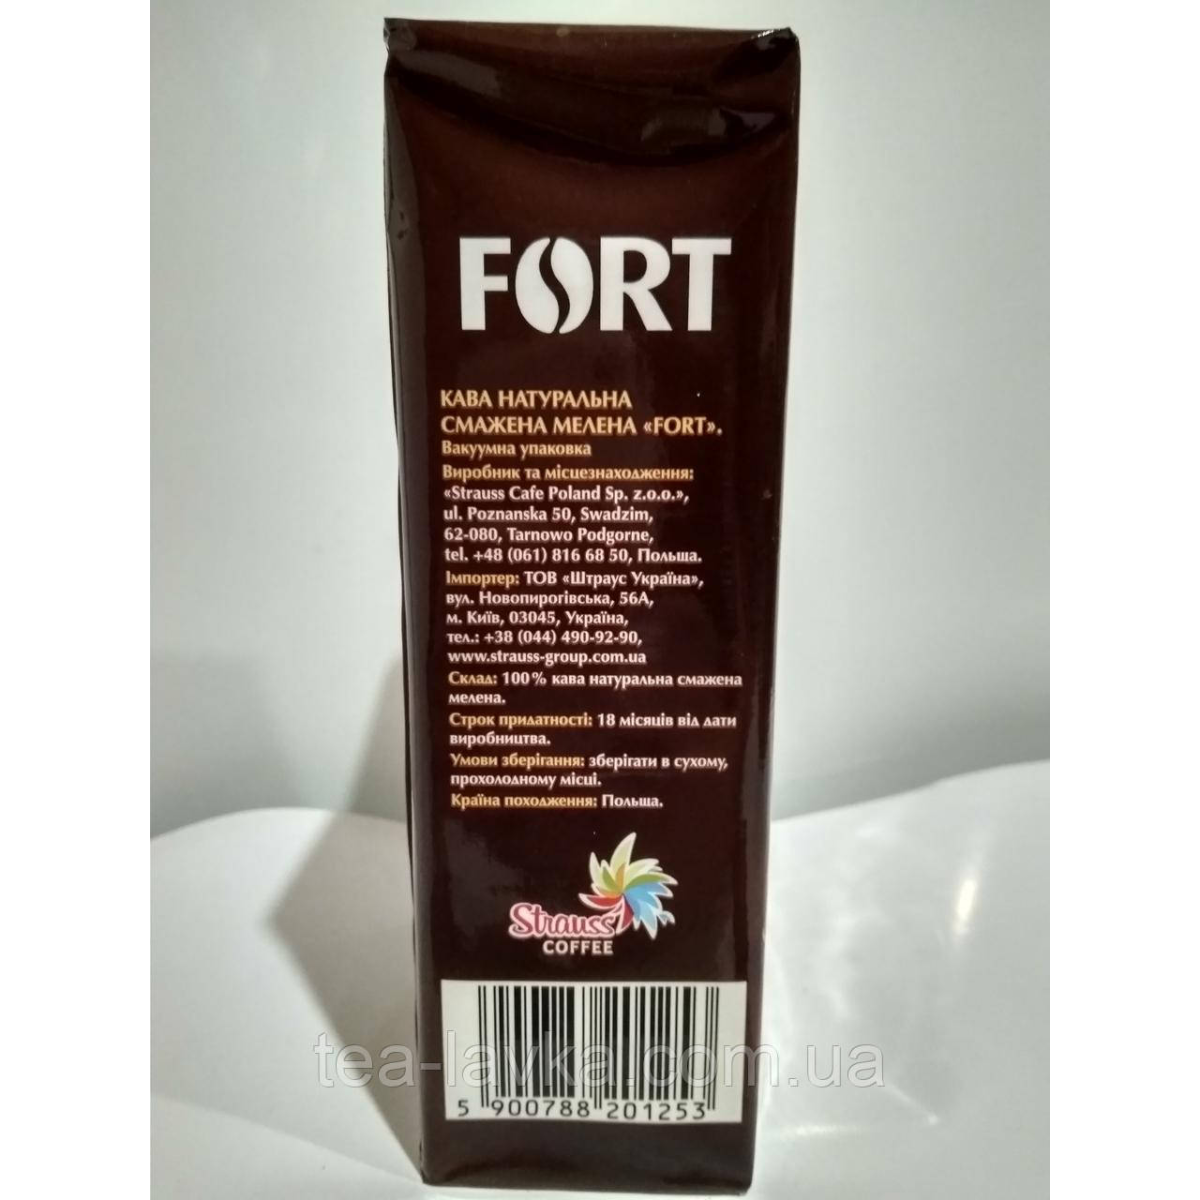 FORT
КАВА НАТУРАЛЬНА
СМАЖЕНА МЕЛЕНА «FORT».
Вакуумна упаковка
Виробник та місцезнаходження:
«Strauss Cafe Poland Sp. z.o.o.»,
ul. Poznanska 50, Swadzim,
62-080, Tarnowo Podgorne,
tel. +48 (061) 816 68 50, Польща.
Імпортер: ТОВ «Штраус Україна»,
вул. Новопирогівська, 56А,
м. Київ, 03045, Україна,
тел.: +38 (044) 490-92-90,
www.strauss-group.com.ua
Склад: 100% кава натуральна смажена
мелена.
Строк придатності: 18 місяців від дати
виробництва.
Умови зберігання: зберігати в сухому,
прохолодному місці.
Країна походження: Польща.
Strauss
COFFEE
tea-lavka.com.ua
5 900788 201253